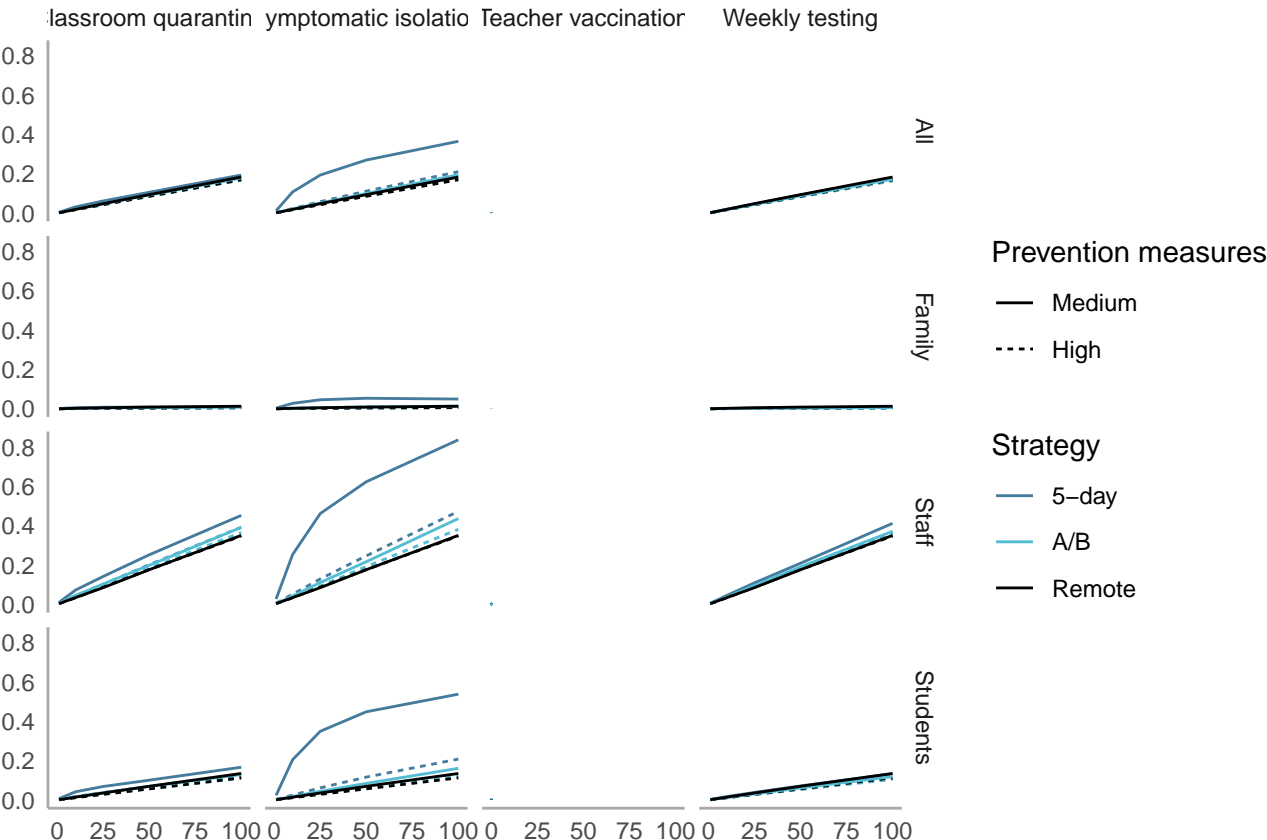 lassroom quarantin ymptomatic isolatio Teacher vaccination Weekly testing
0.8
0.6
0.4
0.2
0.0
All
0.8
0.6
0.4
0.2
0.0
Family
0.8
0.6
0.4
0.2
0.0
Staff
0.8
0.6
0.4
0.2
0.0
Students
0 25 50 75 100 0 25 50 75 100 0 25 50 75 100 0 25 50 75 100
Prevention measures
Medium
High
Strategy
5−day
A/B
Remote